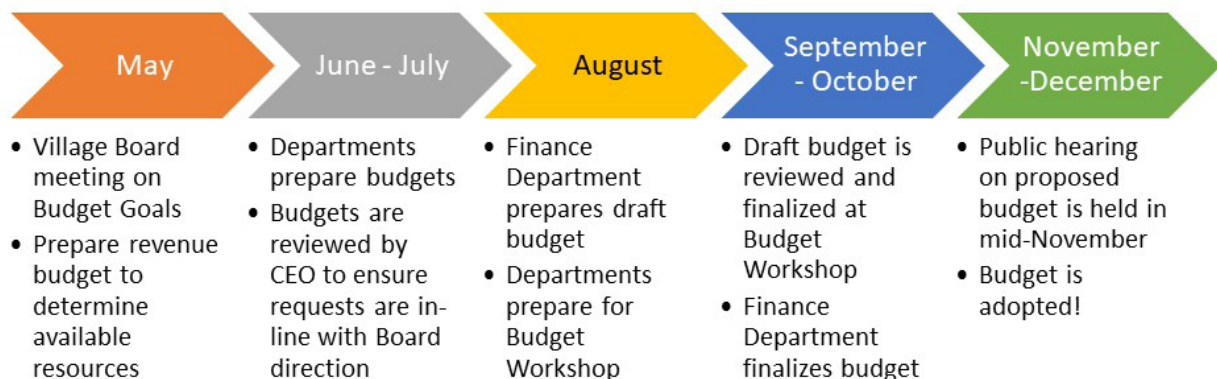 May
June - July
August
September
- October
November
-December
• Village Board
meeting on
Budget Goals
• Prepare revenue
budget to
determine
available
resources
• Departments
prepare budgets
• Budgets are
reviewed by
CEO to ensure
requests are in-
line with Board
direction
• Finance
Department
prepares draft
budget
• Departments
prepare for
Budget
Workshop
• Draft budget is
reviewed and
finalized at
Budget
Workshop
• Finance
Department
finalizes budget
• Public hearing
on proposed
budget is held in
mid-November
• Budget is
adopted!